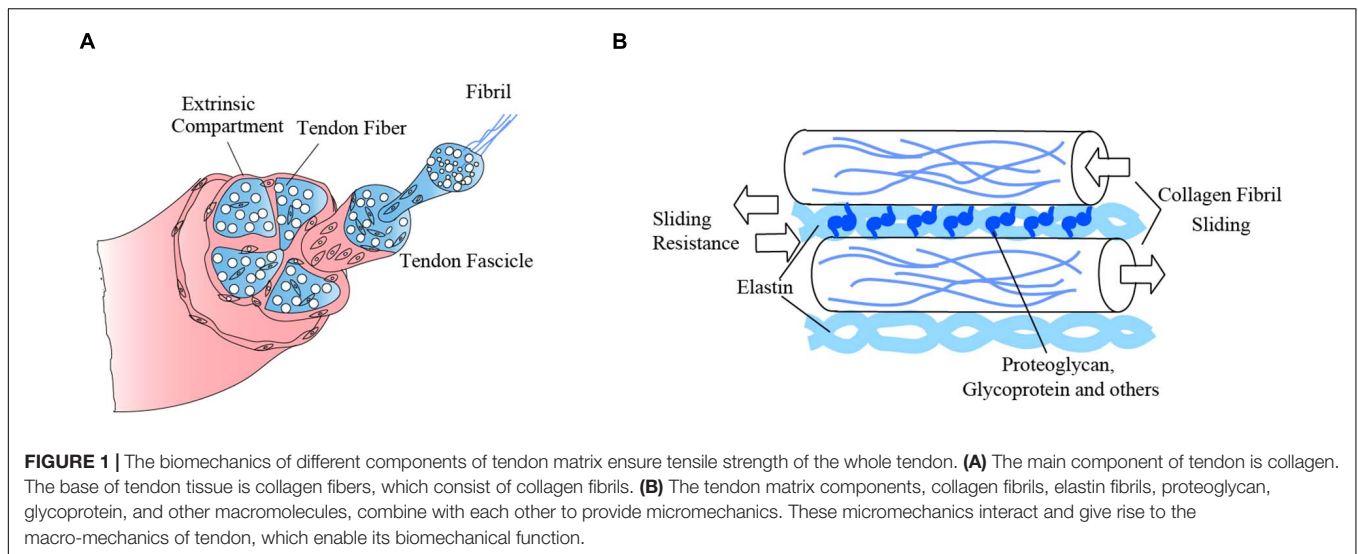 A
B
Fibril
Extrinsic
Compartment
Tendon Fiber
Tendon Fascicle
Sliding
Resistance
Collagen Fibril
Sliding
Elastin
Proteoglycan,
Glycoprotein and others
FIGURE 1 | The biomechanics of different components of tendon matrix ensure tensile strength of the whole tendon. (A) The main component of tendon is collagen.
The base of tendon tissue is collagen fibers, which consist of collagen fibrils. (B) The tendon matrix components, collagen fibrils, elastin fibrils, proteoglycan,
glycoprotein, and other macromolecules, combine with each other to provide micromechanics. These micromechanics interact and give rise to the
macro-mechanics of tendon, which enable its biomechanical function.